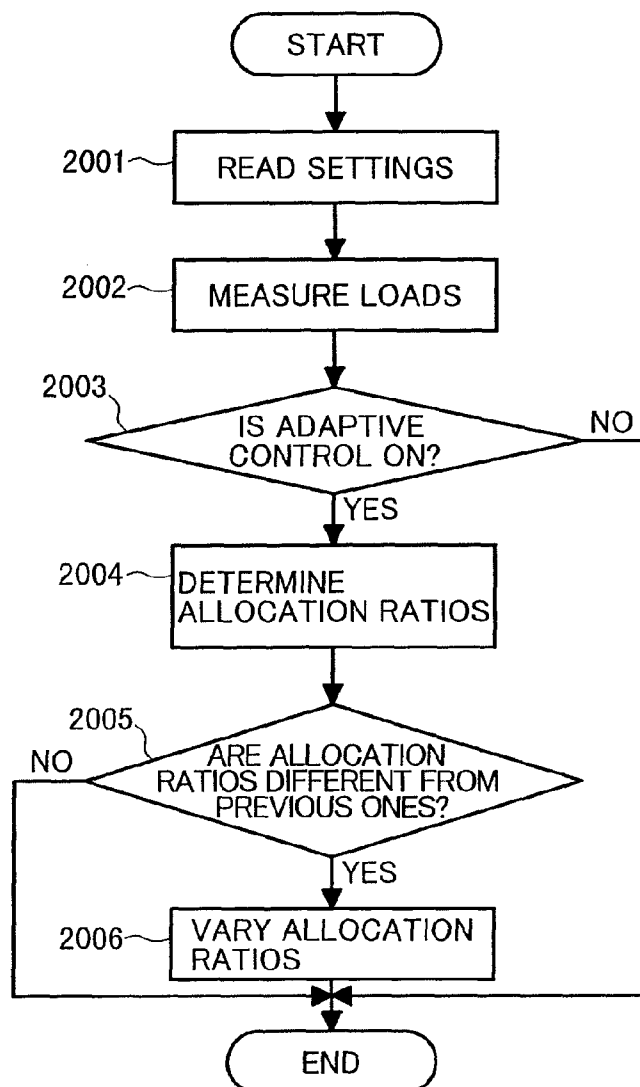 START
2001
READ SETTINGS
2002
MEASURE LOADS
2003
IS ADAPTIVE
CONTROL ON?
NO
YES
2004
DETERMINE
ALLOCATION RATIOS
2005
NO
ARE ALLOCATION
RATIOS DIFFERENT FROM
PREVIOUS ONES?
YES
2006
VARY ALLOCATION
RATIOS
END